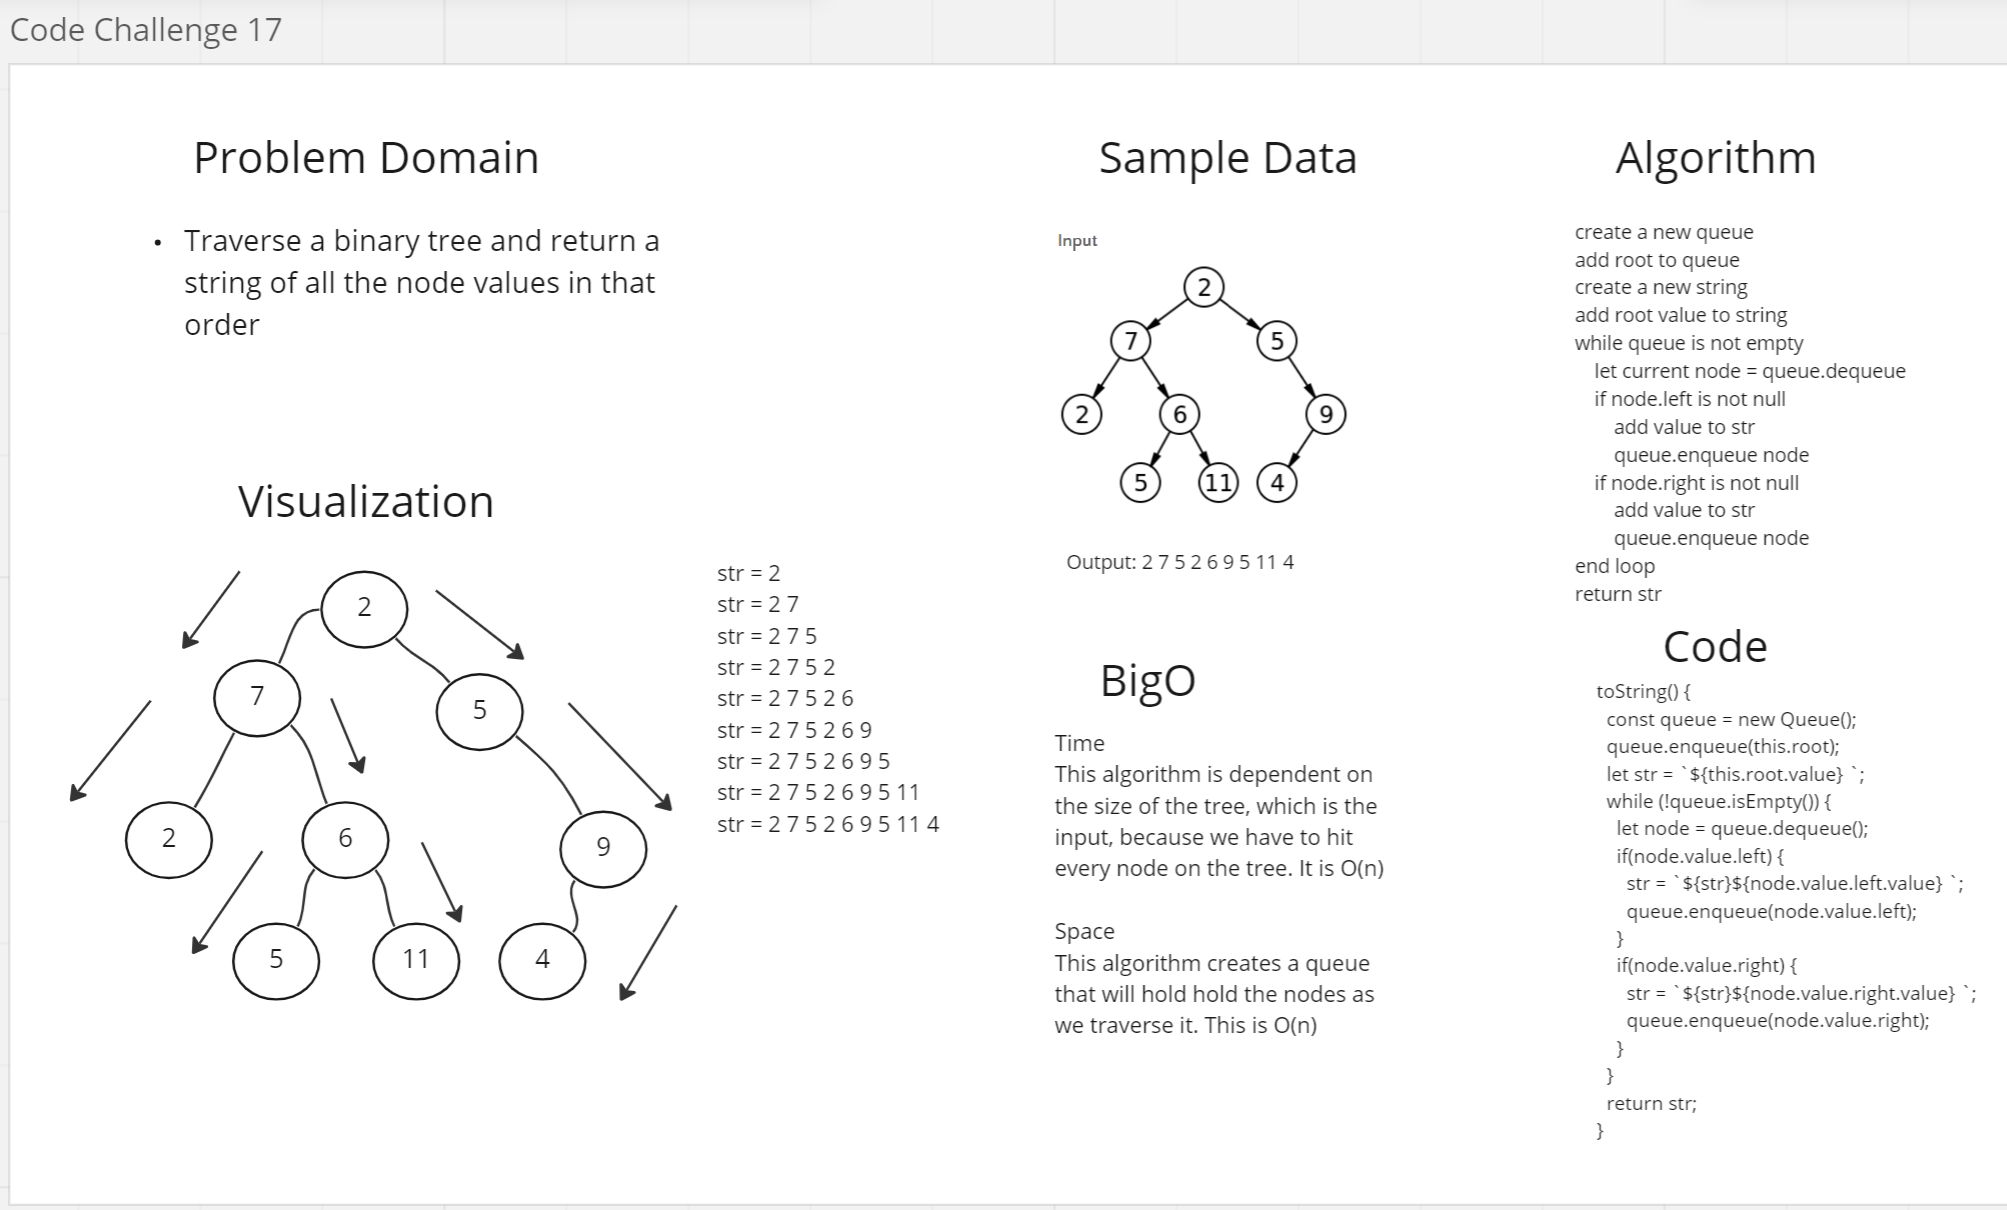 Code Challenge 17
Problem Domain
• Traverse a binary tree and return a
string of all the node values in that
order
Visualization
2
7
5
2
6
9
5
11
4
str = 2
str = 2 7
str = 2 7 5
str = 2 7 5 2
str = 2 7 5 2 6
str = 2 7 5 2 6 9
str = 2 7 5 2 6 9 5
str = 2 7 5 2 6 9 5 11
str = 2 7 5 2 6 9 5 11 4
Sample Data
Input
2
7
5
2
6
9
5
11
4
Output: 2 7 5 2 6 9 5 11 4
BigO
Time
This algorithm is dependent on
the size of the tree, which is the
input, because we have to hit
every node on the tree. It is O(n)
Space
This algorithm creates a queue
that will hold hold the nodes as
we traverse it. This is O(n)
Algorithm
create a new queue
add root to queue
create a new string
add root value to string
while queue is not empty
let current node = queue.dequeue
if node.left is not null
add value to str
queue.enqueue node
if node.right is not null
add value to str
queue.enqueue node
end loop
return str
Code
toString() {
const queue = new Queue();
queue.enqueue(this.root);
let str = `${this.root.value} `;
while (!queue.isEmpty()) {
let node = queue.dequeue();
if(node.value.left) {
str = `${str}${node.value.left.value} `;
queue.enqueue(node.value.left);
}
if(node.value.right) {
str = `${str}${node.value.right.value} `;
queue.enqueue(node.value.right);
}
}
return str;
}